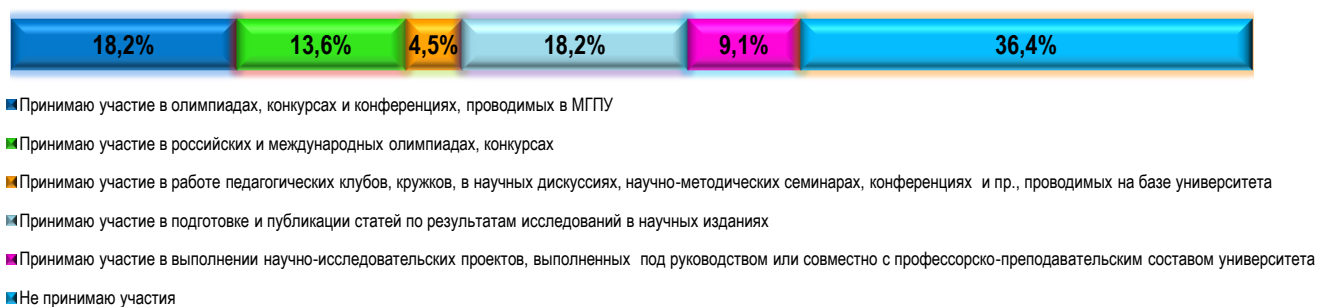 18,2% 13,6% 4,5% 18,2% 9,1% 36,4%
Принимаю участие в олимпиадах, конкурсах и конференциях, проводимых в МГПУ
Принимаю участие в российских и международных олимпиадах, конкурсах
Принимаю участие в работе педагогических клубов, кружков, в научных дискуссиях, научно-методических семинарах, конференциях и пр., проводимых на базе университета
Принимаю участие в подготовке и публикации статей по результатам исследований в научных изданиях
Принимаю участие в выполнении научно-исследовательских проектов, выполненных под руководством или совместно с профессорско-преподавательским составом университета
Не принимаю участия